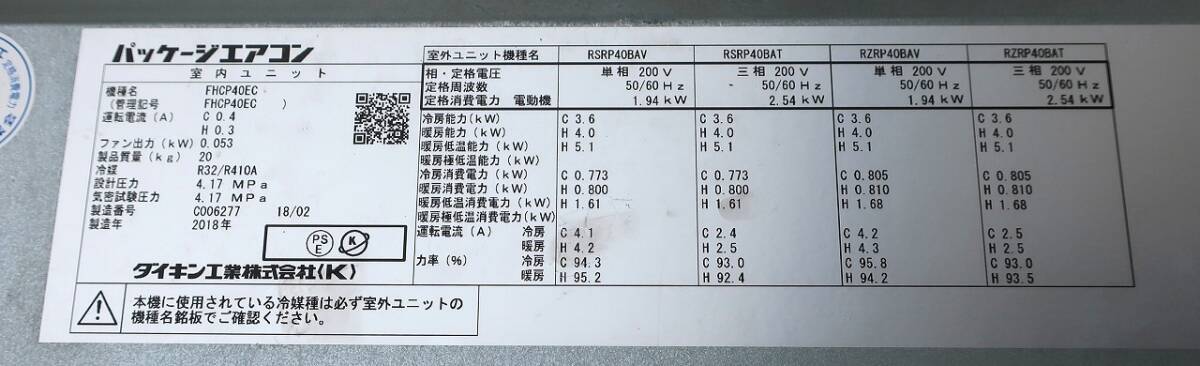 パッケージエアコン
室内ユニット
機種名 FHCP40EC
(管理記号 FHCP40EC )
運転電流(A) C 0.4
H 0.3
ファン出力(kW) 0.053
製品質量(kg) 20
冷媒 R32/R410A
設計圧力 4.17 MPa
気密試験圧力 4.17 MPa
製造番号 C006277 18/02
製造年 2018年
PS
E
K
ダイキン工業株式会社(K)
本機に使用されている冷媒種は必ず室外ユニットの
機種名銘板でご確認ください。
室外ユニット機種名 RSRP40BAV RSRP40BAT RZRP40BAV RZRP40BAT
相・定格電圧 単相 200 V 三相 200 V 単相 200 V 三相 200 V
定格周波数 50/60 Hz 50/60 Hz 50/60 Hz 50/60 Hz
定格消費電力 電動機 1.94 kW 2.54 kW 1.94 kW 2.54 kW
冷房能力(kW) C 3.6 C 3.6 C 3.6 C 3.6
暖房能力(kW) H 4.0 H 4.0 H 4.0 H 4.0
暖房低温能力(kW) H 5.1 H 5.1 H 5.1 H 5.1
暖房極低温能力(kW)
冷房消費電力(kW) C 0.773 C 0.773 C 0.805 C 0.805
暖房消費電力(kW) H 0.800 H 0.800 H 0.810 H 0.810
暖房低温消費電力(kW) H 1.61 H 1.61 H 1.68 H 1.68
暖房極低温消費電力(kW)
運転電流(A) 冷房 C 4.1 C 2.4 C 4.2 C 2.5
暖房 H 4.2 H 2.5 H 4.3 H 2.5
力率(%) 冷房 C 94.3 C 93.0 C 95.8 C 93.0
暖房 H 95.2 H 92.4 H 94.2 H 93.5